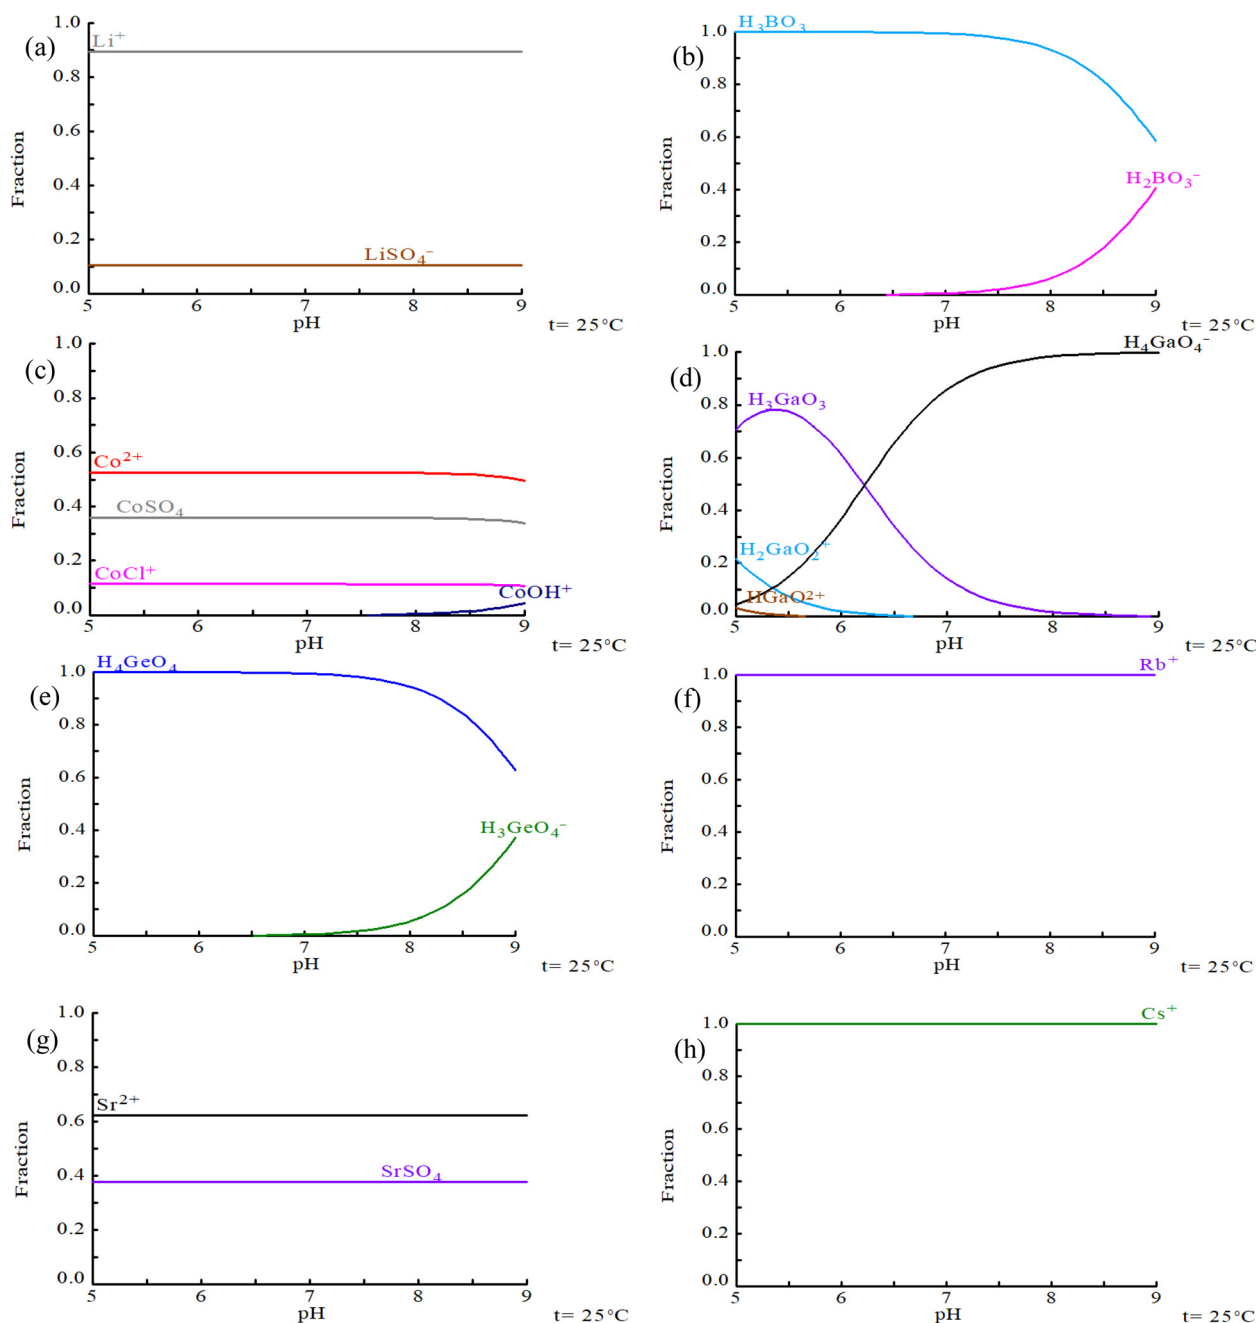 (a)
1.0
Li⁺
0.8
0.6
Fraction
0.4
0.2
LiSO₄⁻
0.0
5 6 7 8 9
pH
t= 25°C
(b)
1.0
H₃BO₃
0.8
0.6
Fraction
0.4
H₂BO₃⁻
0.2
0.0
5 6 7 8 9
pH
t= 25°C
(c)
1.0
0.8
0.6
Fraction
Co²⁺
0.4
CoSO₄
0.2
CoCl⁺
CoOH⁺
0.0
5 6 7 8 9
pH
t= 25°C
(d)
1.0
H₄GaO₄⁻
0.8
H₃GaO₃
0.6
Fraction
0.4
0.2
H₂GaO₂⁺
HGaO²⁺
0.0
5 6 7 8 9
pH
t= 25°C
(e)
1.0
H₄GeO₄
0.8
0.6
Fraction
0.4
H₃GeO₄⁻
0.2
0.0
5 6 7 8 9
pH
t= 25°C
(f)
1.0
Rb⁺
0.8
0.6
Fraction
0.4
0.2
0.0
5 6 7 8 9
pH
t= 25°C
(g)
1.0
0.8
Sr²⁺
0.6
Fraction
0.4
SrSO₄
0.2
0.0
5 6 7 8 9
pH
t= 25°C
(h)
1.0
Cs⁺
0.8
0.6
Fraction
0.4
0.2
0.0
5 6 7 8 9
pH
t= 25°C